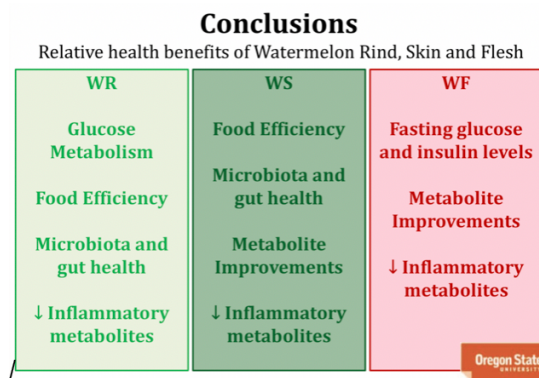 Conclusions
Relative health benefits of Watermelon Rind, Skin and Flesh
WR
Glucose
Metabolism
Food Efficiency
Microbiota and
gut health
↓ Inflammatory
metabolites
WS
Food Efficiency
Microbiota and
gut health
Metabolite
Improvements
↓ Inflammatory
metabolites
WF
Fasting glucose
and insulin levels
Metabolite
Improvements
↓ Inflammatory
metabolites
Oregon State
UNIVERSITY